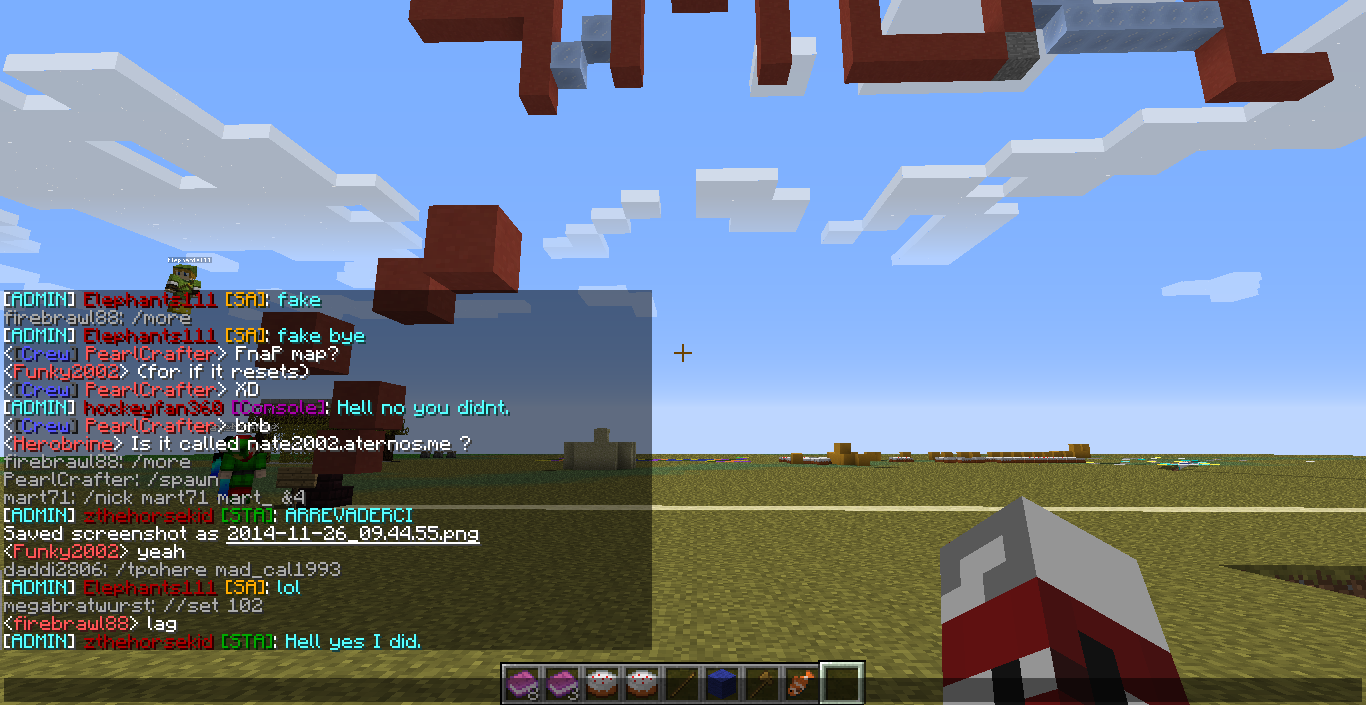 Elephants111
[ADMIN] Elephants111 [SA]: fake
firebrawl88: /more
[ADMIN] Elephants111 [SA]: fake bye
<[Crew] PearlCrafter> FnaP map?
<Funky2002> (for if it resets)
<[Crew] PearlCrafter> XD
[ADMIN] hockeyfan360 [Console]: Hell no you didnt.
<[Crew] PearlCrafter> brb
<Herobrine> Is it called nate2002.aternos.me ?
firebrawl88: /more
PearlCrafter: /spawn
mart71: /nick mart71 mart_ &4
[ADMIN] zthehorsekid [STA]: ARREVADERCI
Saved screenshot as 2014-11-26_09.44.55.png
<Funky2002> yeah
daddi2806: /tpohere mad_cal1993
[ADMIN] Elephants111 [SA]: lol
megabratwurst: //set 102
<firebrawl88> lag
[ADMIN] zthehorsekid [STA]: Hell yes I did.
8 3